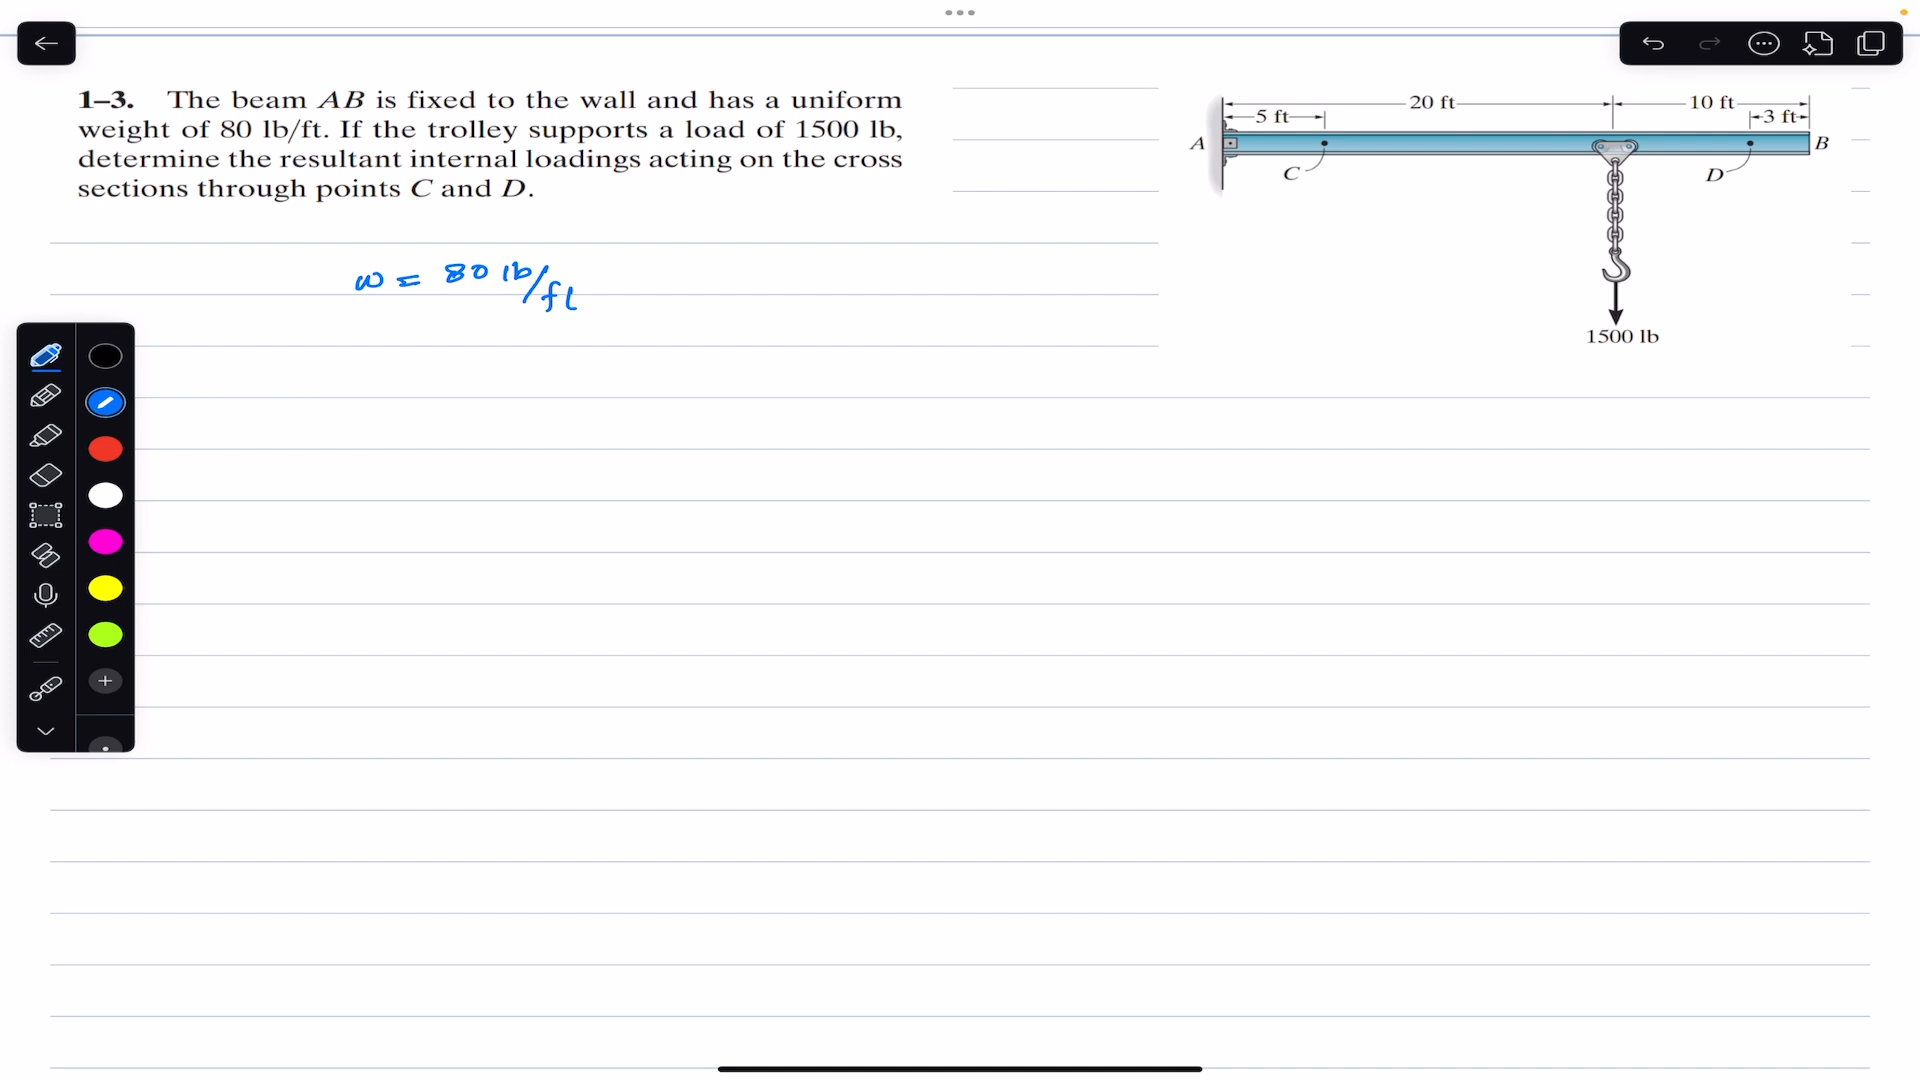 1–3. The beam AB is fixed to the wall and has a uniform
weight of 80 lb/ft. If the trolley supports a load of 1500 lb,
determine the resultant internal loadings acting on the cross
sections through points C and D.
20 ft
10 ft
5 ft
3 ft
A
B
C
D
1500 lb
w = 80 lb/ft